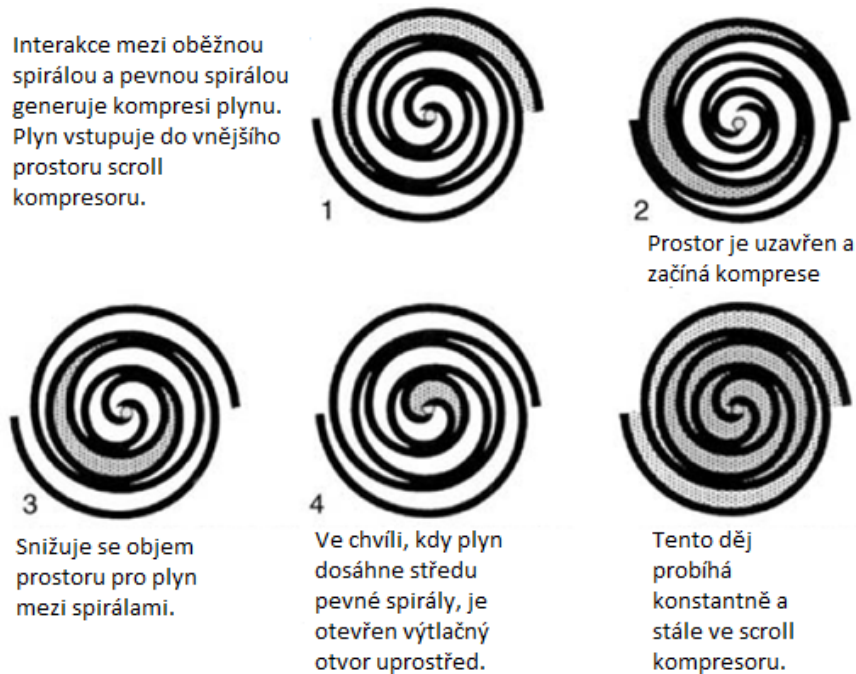 Interakce mezi oběžnou
spirálou a pevnou spirálou
generuje kompresi plynu.
Plyn vstupuje do vnějšího
prostoru scroll
kompresoru.
1
2
Prostor je uzavřen a
začíná komprese
3
Snižuje se objem
prostoru pro plyn
mezi spirálami.
4
Ve chvíli, kdy plyn
dosáhne středu
pevné spirály, je
otevřen výtlačný
otvor uprostřed.
Tento děj
probíhá
konstantně a
stále ve scroll
kompresoru.